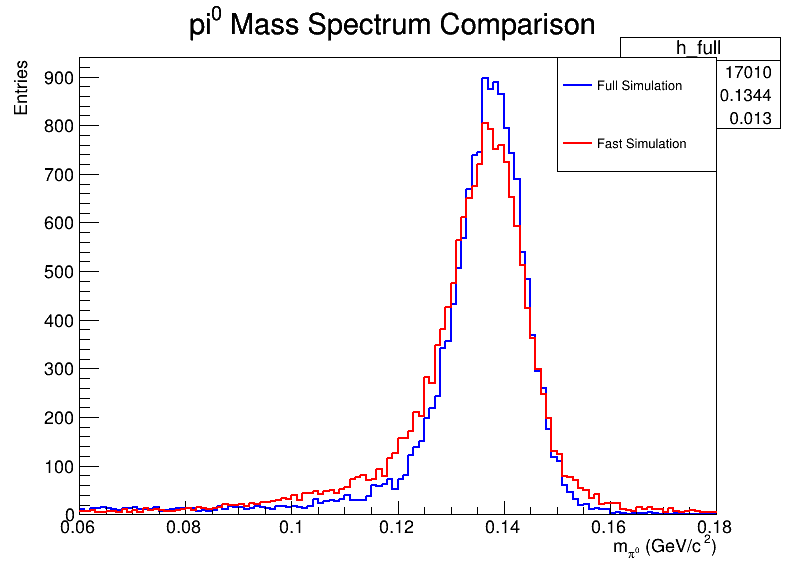 pi0 Mass Spectrum Comparison
h_full
17010
0.1344
0.013
Full Simulation
Fast Simulation
Entries
900
800
700
600
500
400
300
200
100
0
0.06 0.08 0.1 0.12 0.14 0.16 0.18
mπ0 (GeV/c2)